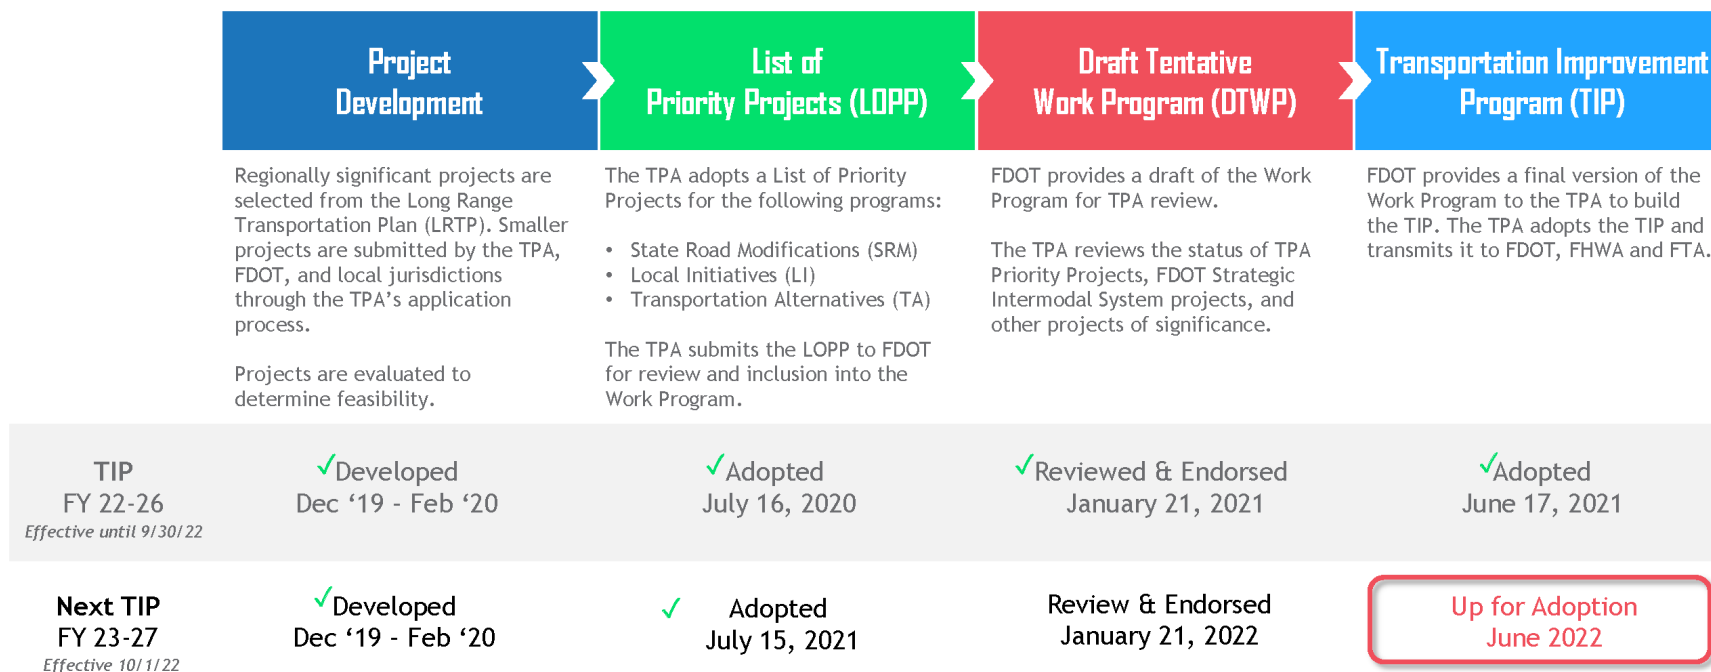 Project
Development
List of
Priority Projects (LOPP)
Draft Tentative
Work Program (DTWP)
Transportation Improvement
Program (TIP)
Regionally significant projects are
selected from the Long Range
Transportation Plan (LRTP). Smaller
projects are submitted by the TPA,
FDOT, and local jurisdictions
through the TPA’s application
process.
Projects are evaluated to
determine feasibility.
The TPA adopts a List of Priority
Projects for the following programs:
• State Road Modifications (SRM)
• Local Initiatives (LI)
• Transportation Alternatives (TA)
The TPA submits the LOPP to FDOT
for review and inclusion into the
Work Program.
FDOT provides a draft of the Work
Program for TPA review.
The TPA reviews the status of TPA
Priority Projects, FDOT Strategic
Intermodal System projects, and
other projects of significance.
FDOT provides a final version of the
Work Program to the TPA to build
the TIP. The TPA adopts the TIP and
transmits it to FDOT, FHWA and FTA.
TIP
FY 22-26
Effective until 9/30/22
✓Developed
Dec ‘19 - Feb ‘20
✓Adopted
July 16, 2020
✓Reviewed & Endorsed
January 21, 2021
✓Adopted
June 17, 2021
Next TIP
FY 23-27
Effective 10/1/22
✓Developed
Dec ‘19 - Feb ‘20
✓ Adopted
July 15, 2021
Review & Endorsed
January 21, 2022
Up for Adoption
June 2022